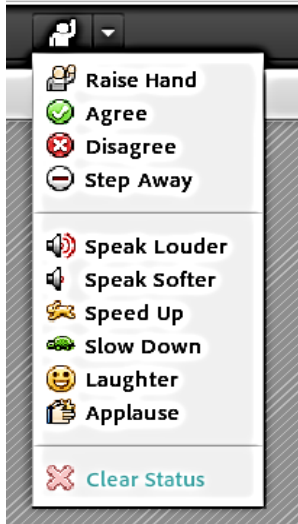 Raise Hand
Agree
Disagree
Step Away
Speak Louder
Speak Softer
Speed Up
Slow Down
Laughter
Applause
Clear Status